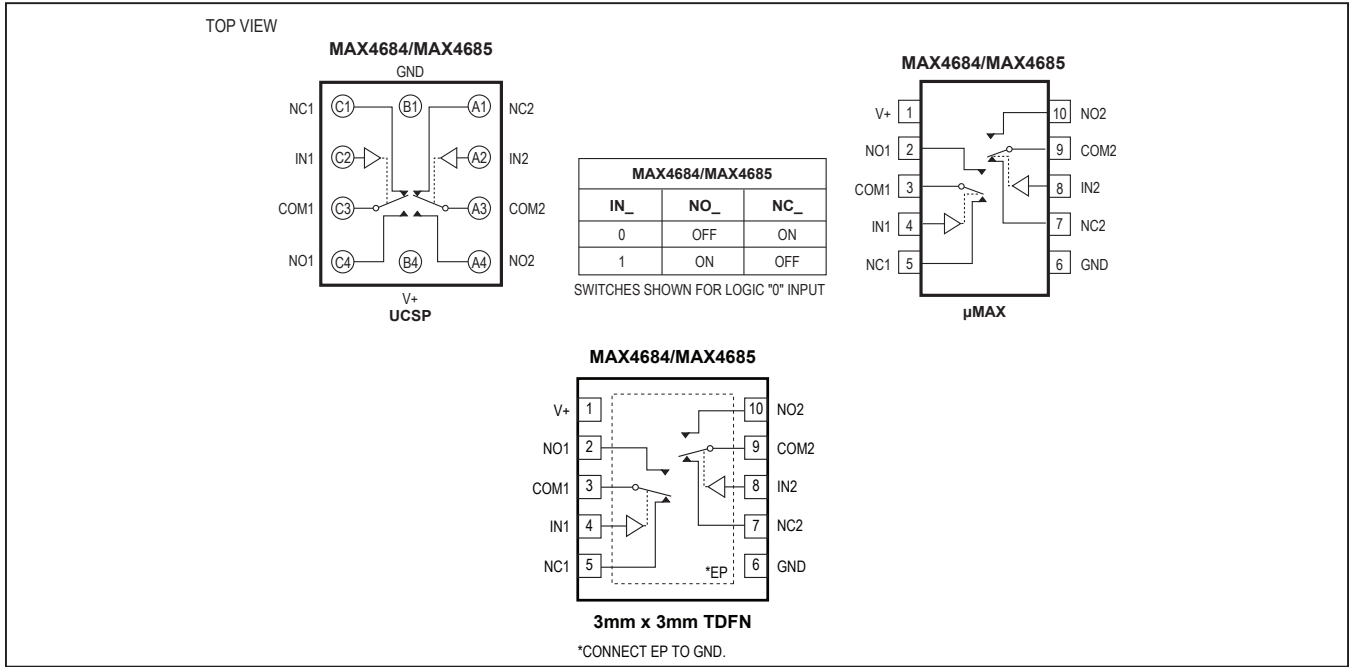 TOP VIEW
MAX4684/MAX4685
GND
NC1 C1 B1 A1 NC2
IN1 C2 A2 IN2
COM1 C3 A3 COM2
NO1 C4 B4 A4 NO2
V+
UCSP
MAX4684/MAX4685
IN_ NO_ NC_
0 OFF ON
1 ON OFF
SWITCHES SHOWN FOR LOGIC "0" INPUT
MAX4684/MAX4685
V+ 1 10 NO2
NO1 2 9 COM2
COM1 3 8 IN2
IN1 4 7 NC2
NC1 5 6 GND
µMAX
MAX4684/MAX4685
V+ 1 10 NO2
NO1 2 9 COM2
COM1 3 8 IN2
IN1 4 7 NC2
NC1 5 *EP 6 GND
3mm x 3mm TDFN
*CONNECT EP TO GND.